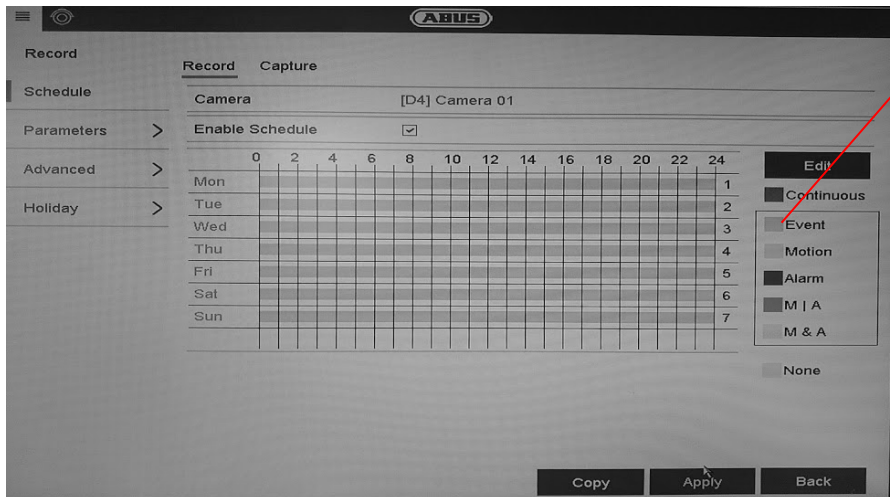 ABUS
Record
Schedule
Parameters
Advanced
Holiday
Record Capture
Camera [D4] Camera 01
Enable Schedule
0 2 4 6 8 10 12 14 16 18 20 22 24
Mon 1
Tue 2
Wed 3
Thu 4
Fri 5
Sat 6
Sun 7
Edit
Continuous
Event
Motion
Alarm
M | A
M & A
None
Copy Apply Back